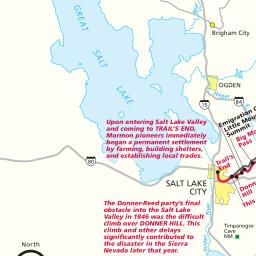 Brigham City
GREAT
SALT
LAKE
Weber
OGDEN
15
84
Upon entering Salt Lake Valley
and coming to TRAIL'S END,
Mormon pioneers immediately
began a permanent settlement
by farming, building shelters,
and establishing local trades.
Emigration C
Little Mou
Summit
Big Mo
Pass
Trail's
End
80
SALT LAKE
CITY
Donn
Hill
This
The Donner-Reed party's final
obstacle into the Salt Lake
Valley in 1846 was the difficult
climb over DONNER HILL. This
climb and other delays
significantly contributed to
the disaster in the Sierra
Nevada later that year.
Timpanogos
Cave
NM
North